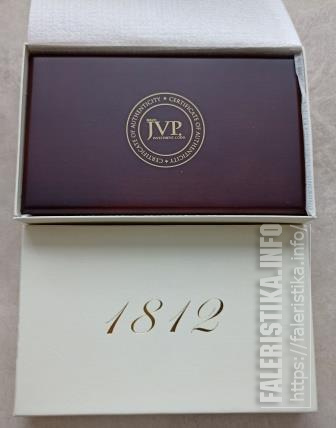 CERTIFICATE OF AUTHENTICITY ★ CERTIFICATE OF AUTHENTICITY ★
JVP
INVESTMENT COINS
1812
FALERISTIKA.INFO
https://faleristika.info/